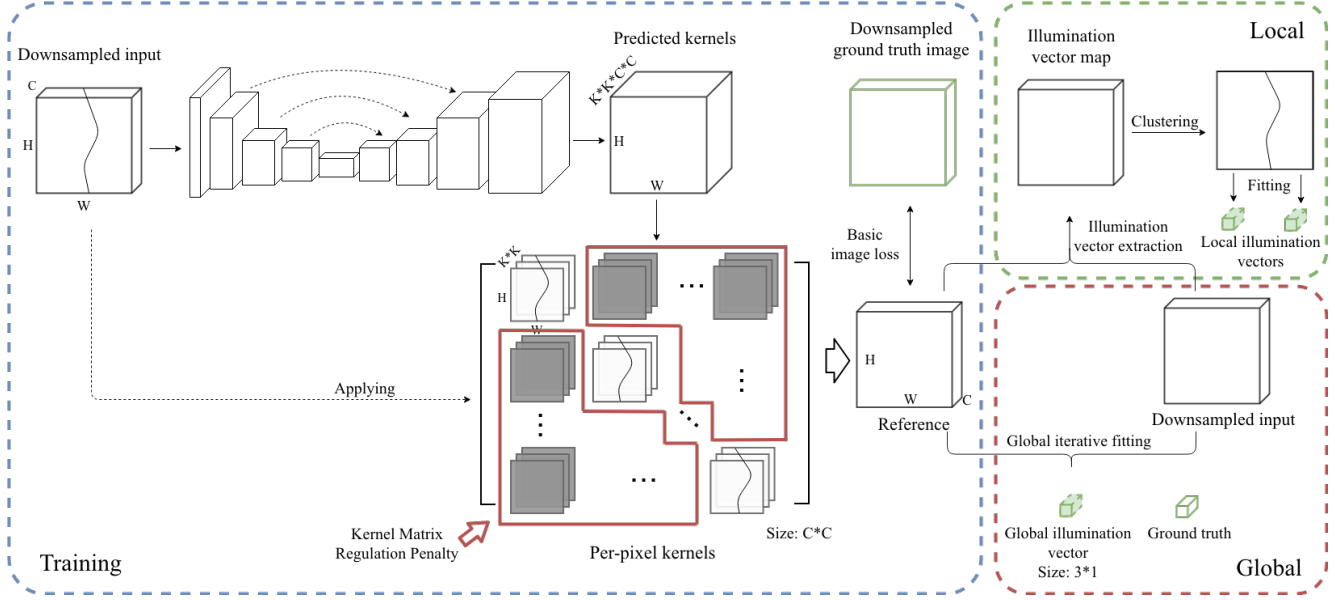 Downsampled input
C
H
W
Predicted kernels
K*K*C*C
H
W
Downsampled
ground truth image
Illumination
vector map
Local
Clustering
Fitting
Local illumination
vectors
Illumination
vector extraction
Basic
image loss
K*K
H
W
Applying
H
W
C
Reference
Downsampled input
Global iterative fitting
Kernel Matrix
Regulation Penalty
Per-pixel kernels
Size: C*C
Global illumination
vector
Size: 3*1
Ground truth
Training
Global